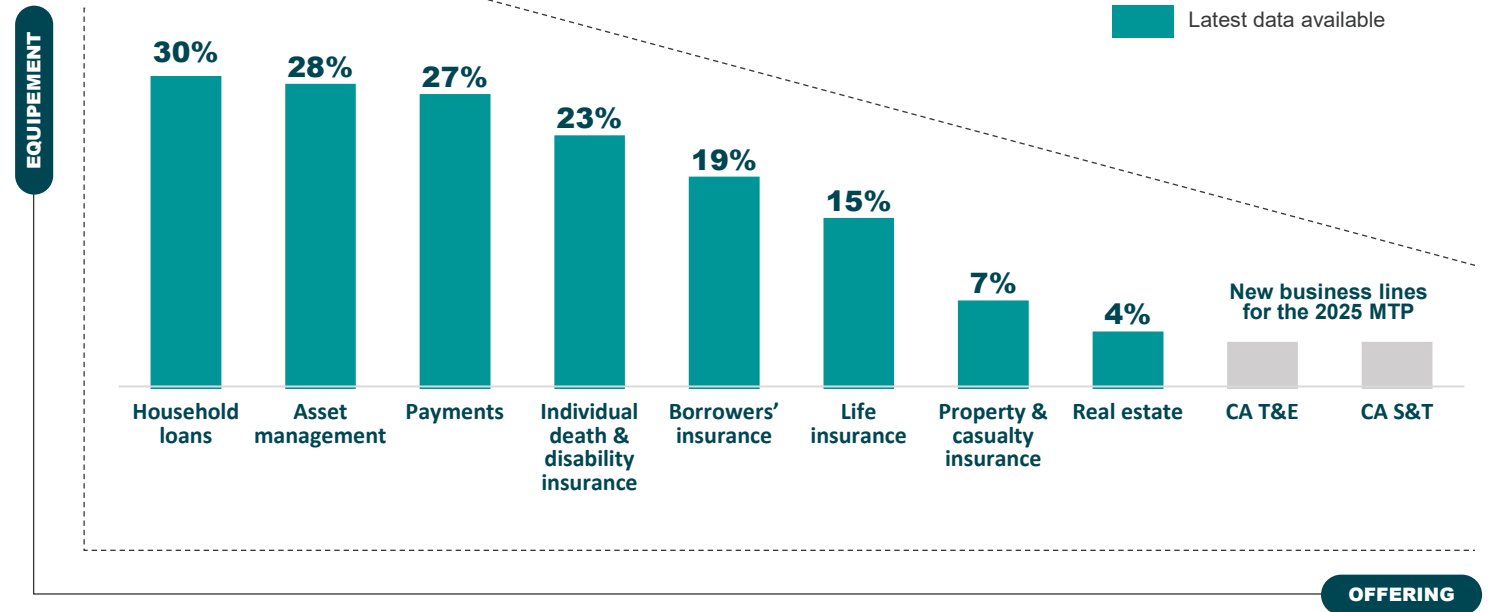 EQUIPEMENT
Latest data available
30%
28%
27%
23%
19%
15%
7%
4%
New business lines
for the 2025 MTP
Household
loans
Asset
management
Payments
Individual
death &
disability
insurance
Borrowers’
insurance
Life
insurance
Property &
casualty
insurance
Real estate
CA T&E
CA S&T
OFFERING